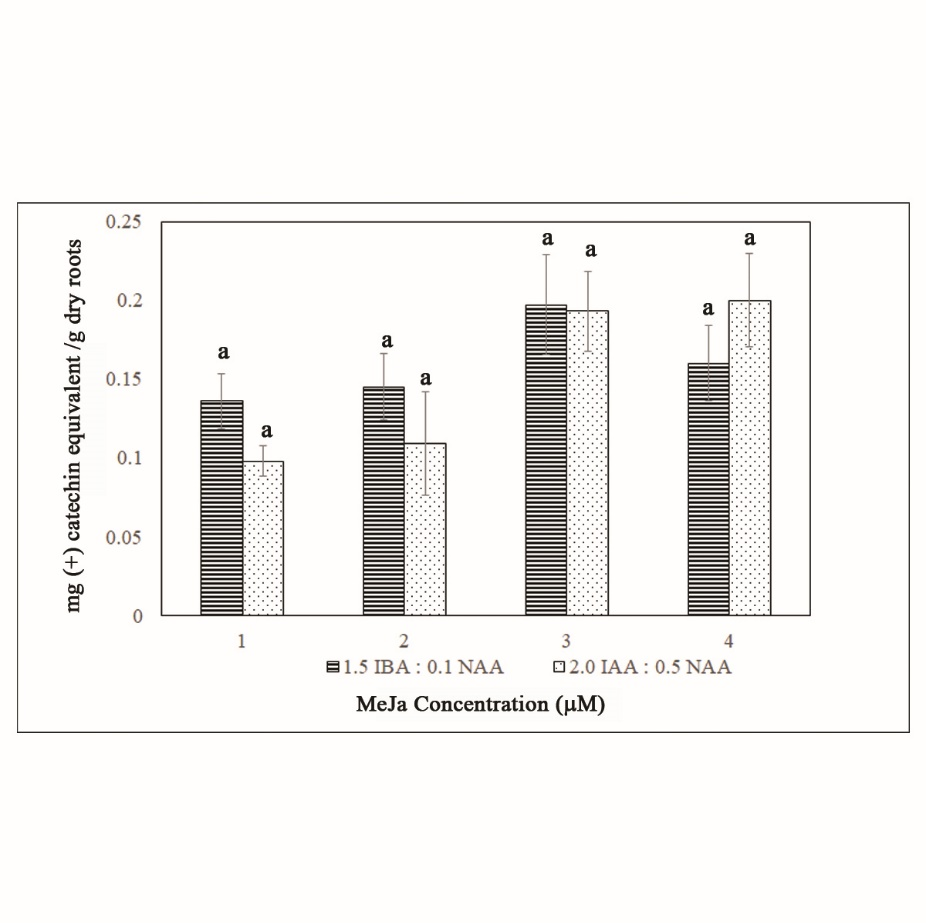 mg (+) catechin equivalent /g dry roots
0.25
0.2
0.15
0.1
0.05
0
a
a
a
a
a
a
a
a
1
2
3
4
1.5 IBA : 0.1 NAA
2.0 IAA : 0.5 NAA
MeJa Concentration (µM)